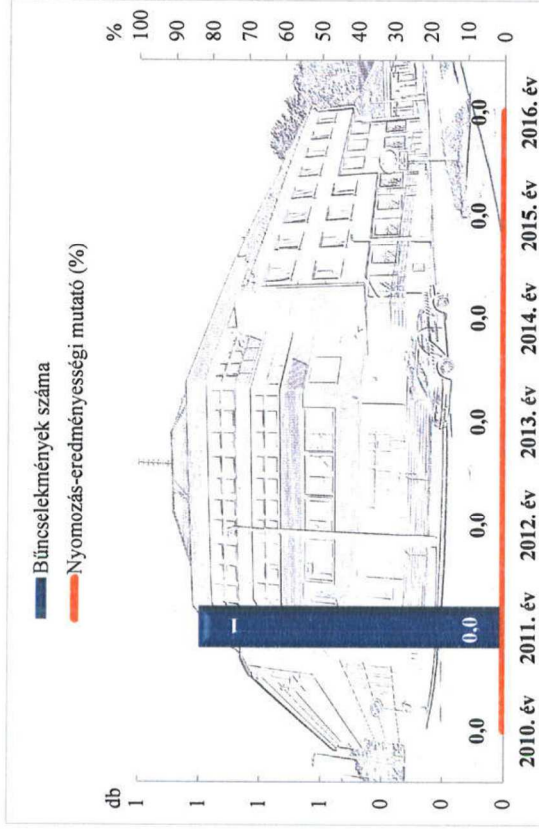 Bűncselekmények száma
Nyomozás-eredményességi mutató (%)
db
%
1
1
1
1
0
0
0
100
90
80
70
60
50
40
30
20
10
0
1
0,0
0,0
0,0
0,0
0,0
0,0
0,0
2010. év
2011. év
2012. év
2013. év
2014. év
2015. év
2016. év